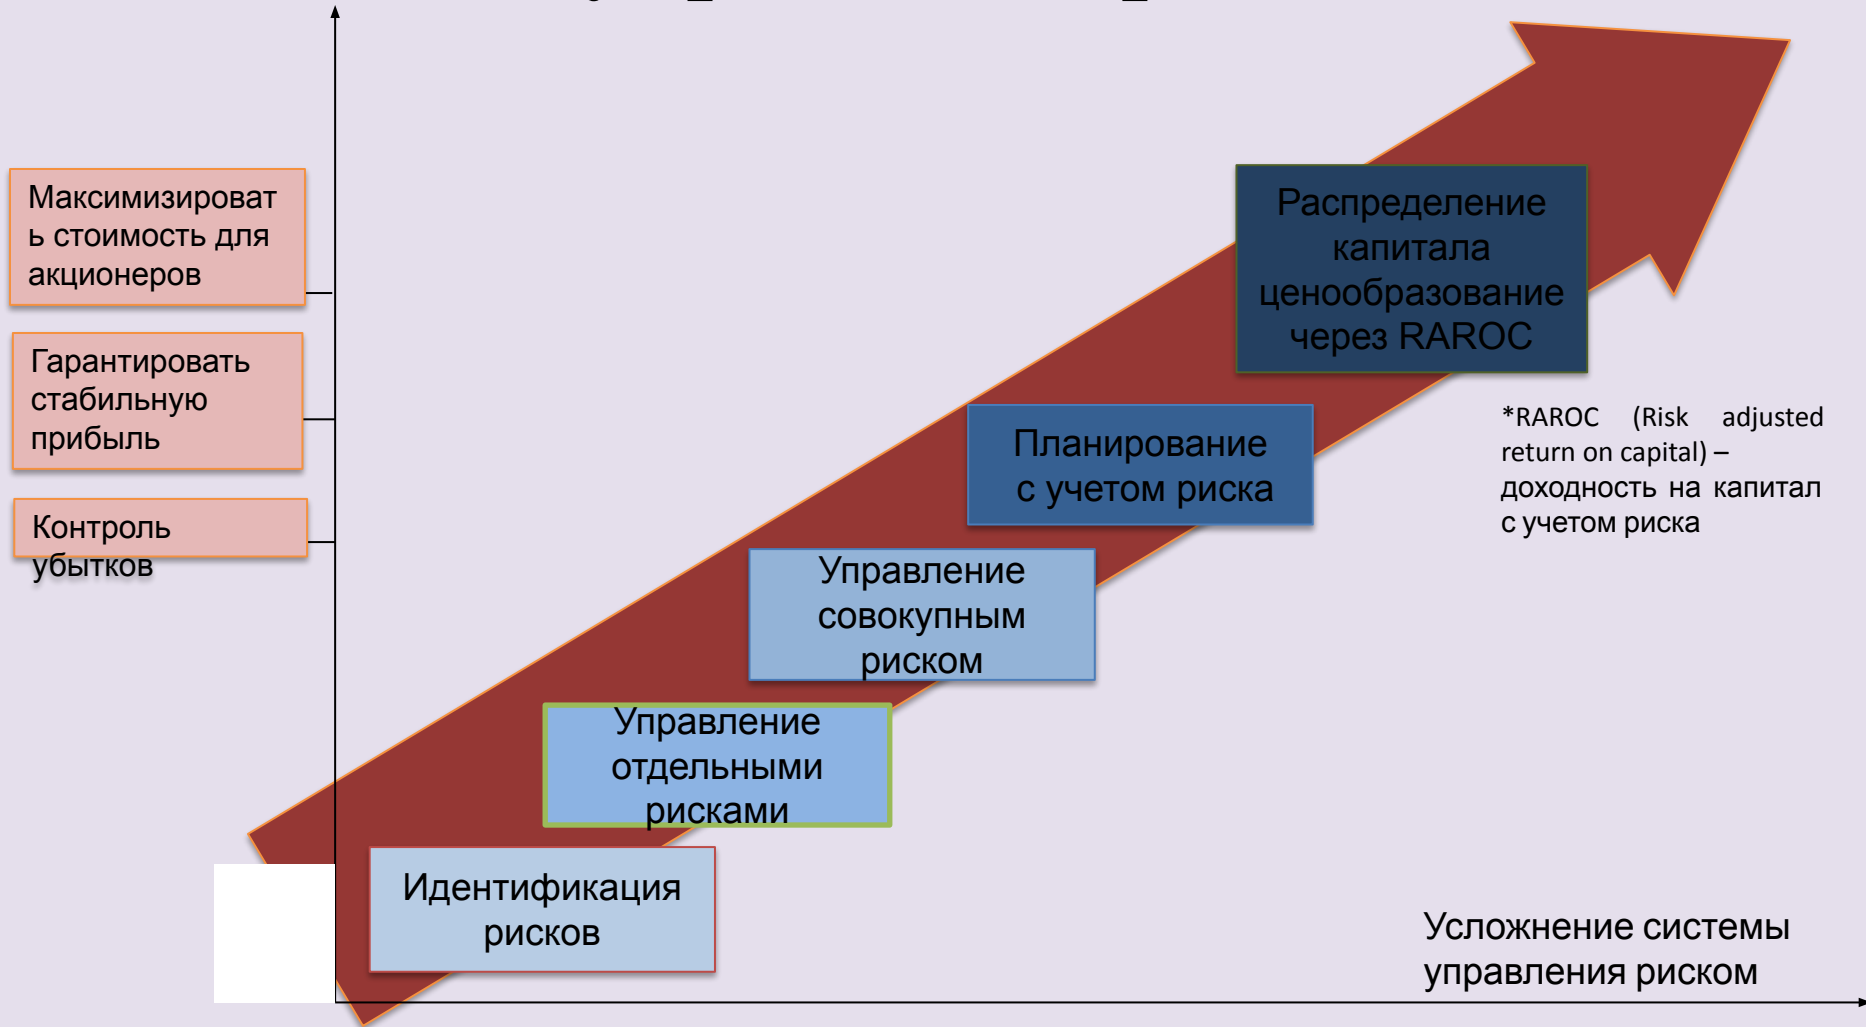 Максимизироват
ь стоимость для
акционеров
Гарантировать
стабильную
прибыль
Контроль
убытков
Распределение
капитала
ценообразование
через RAROC
*RAROC (Risk adjusted
return on capital) –
доходность на капитал
с учетом риска
Планирование
с учетом риска
Управление
совокупным
риском
Управление
отдельными
рисками
Идентификация
рисков
Усложнение системы
управления риском